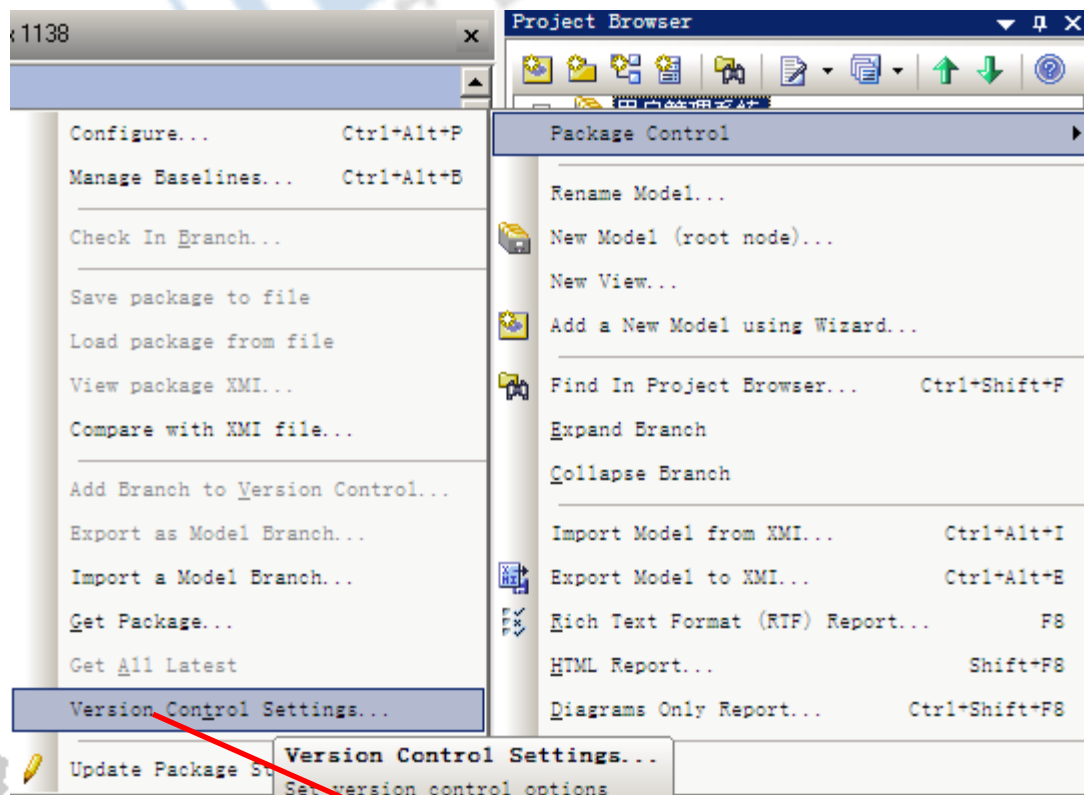 1138
Project Browser
Configure... Ctrl+Alt+P
Manage Baselines... Ctrl+Alt+B
Check In Branch...
Save package to file
Load package from file
View package XMI...
Compare with XMI file...
Add Branch to Version Control...
Export as Model Branch...
Import a Model Branch...
Get Package...
Get All Latest
Version Control Settings...
Update Package
Version Control Settings...
Set version control options
Package Control
Rename Model...
New Model (root node)...
New View...
Add a New Model using Wizard...
Find In Project Browser... Ctrl+Shift+F
Expand Branch
Collapse Branch
Import Model from XMI... Ctrl+Alt+I
Export Model to XMI... Ctrl+Alt+E
Rich Text Format (RTF) Report... F8
HTML Report... Shift+F8
Diagrams Only Report... Ctrl+Shift+F8